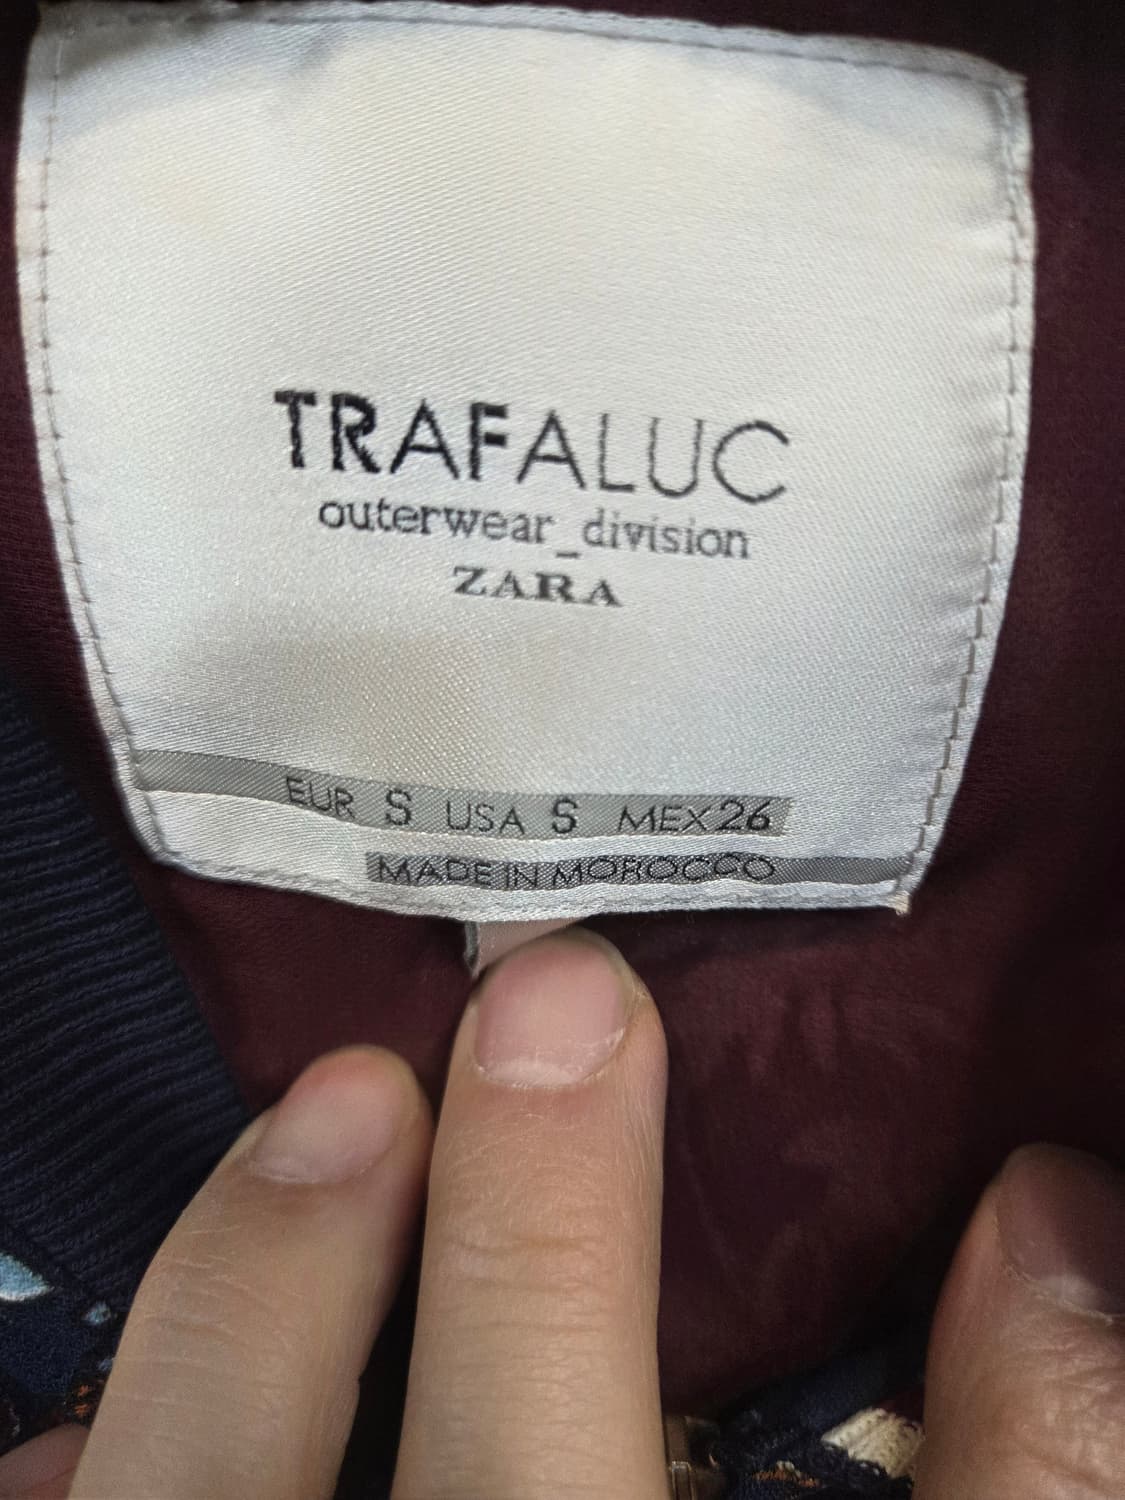 TRAFALUC
outerwear_division
ZARA
EUR S USA S MEX 26
MADE IN MOROCCO